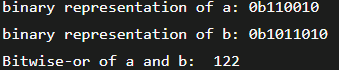 binary representation of a: 0b110010
binary representation of b: 0b1011010
Bitwise-or of a and b:  122